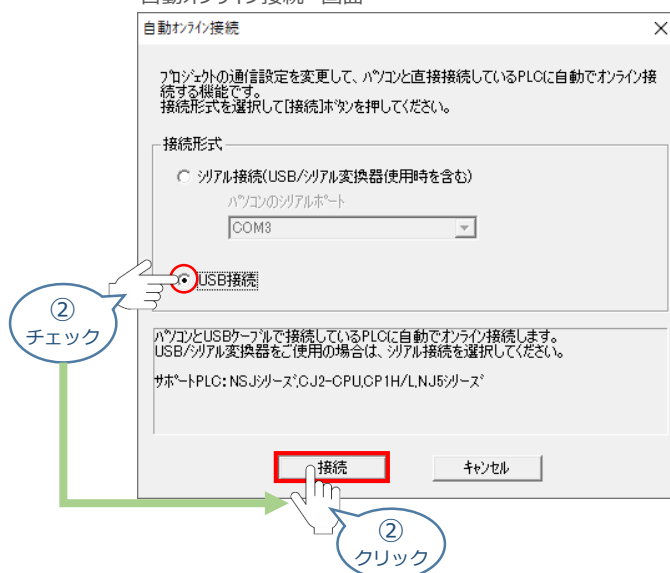 自動オンライン接続 画面
自動ｵﾝﾗｲﾝ接続
ﾌﾟﾛｼﾞｪｸﾄの通信設定を変更して、ﾊﾟｿｺﾝと直接接続しているPLCに自動でｵﾝﾗｲﾝ接
続する機能です。
接続形式を選択して[接続]ﾎﾞﾀﾝを押してください。
接続形式
ｼﾘｱﾙ接続(USB/ｼﾘｱﾙ変換器使用時を含む)
ﾊﾟｿｺﾝのｼﾘｱﾙﾎﾟｰﾄ
COM3
USB接続
②
チェック
ﾊﾟｿｺﾝとUSBｹｰﾌﾞﾙで接続しているPLCに自動でｵﾝﾗｲﾝ接続します。
USB/ｼﾘｱﾙ変換器をご使用の場合は、ｼﾘｱﾙ接続を選択してください。
ｻﾎﾟｰﾄPLC: NSJｼﾘｰｽﾞ,CJ2-CPU,CP1H/L,NJ5ｼﾘｰｽﾞ
接続
ｷｬﾝｾﾙ
②
クリック